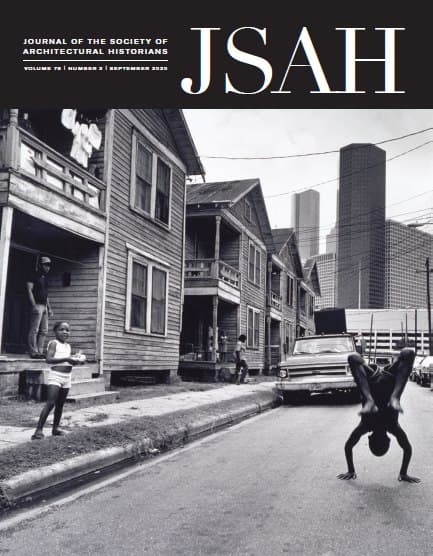 JOURNAL OF THE SOCIETY OF
ARCHITECTURAL HISTORIANS
VOLUME 79 | NUMBER 3 | SEPTEMBER 2020
JSAH